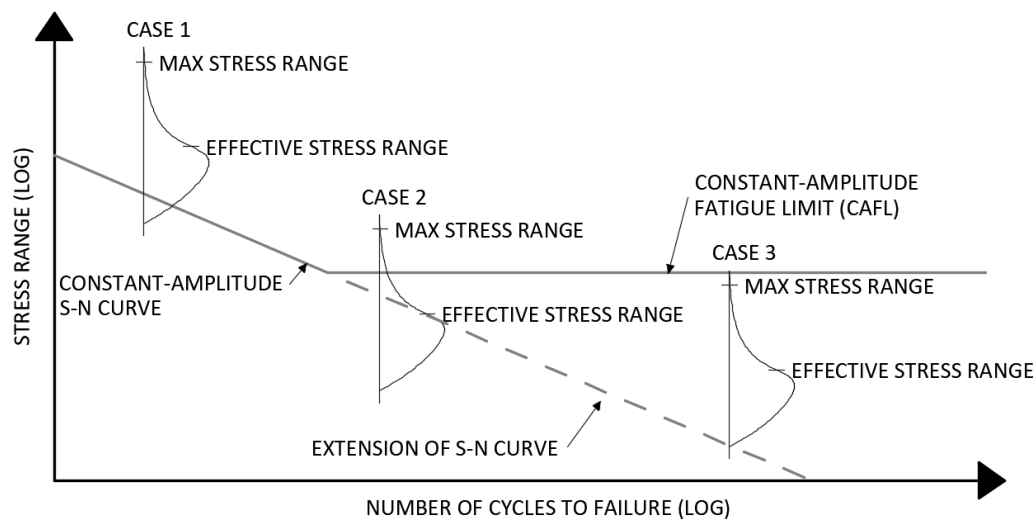 CASE 1
MAX STRESS RANGE
EFFECTIVE STRESS RANGE
CASE 2
MAX STRESS RANGE
EFFECTIVE STRESS RANGE
CONSTANT-AMPLITUDE
FATIGUE LIMIT (CAFL)
CASE 3
MAX STRESS RANGE
EFFECTIVE STRESS RANGE
CONSTANT-AMPLITUDE
S-N CURVE
EXTENSION OF S-N CURVE
STRESS RANGE (LOG)
NUMBER OF CYCLES TO FAILURE (LOG)